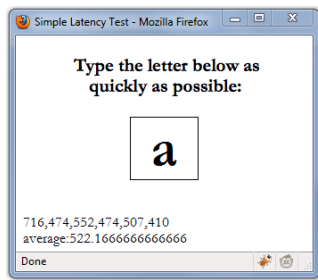 Simple Latency Test - Mozilla Firefox
Type the letter below as
quickly as possible:
a
716,474,552,474,507,410
average:522.1666666666666
Done